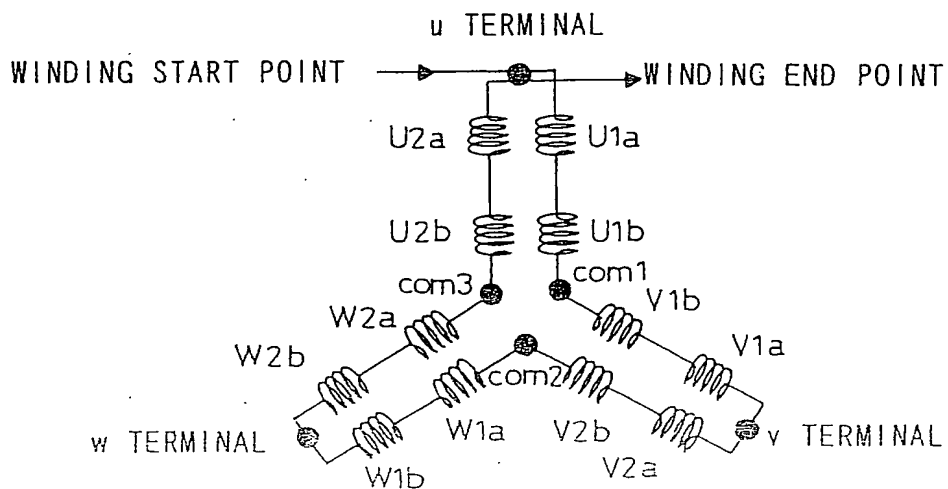 u TERMINAL
WINDING START POINT
WINDING END POINT
U2a
U1a
U2b
U1b
com3
com1
W2a
V1b
W2b
com2
V1a
w TERMINAL
W1a
V2b
v TERMINAL
W1b
V2a